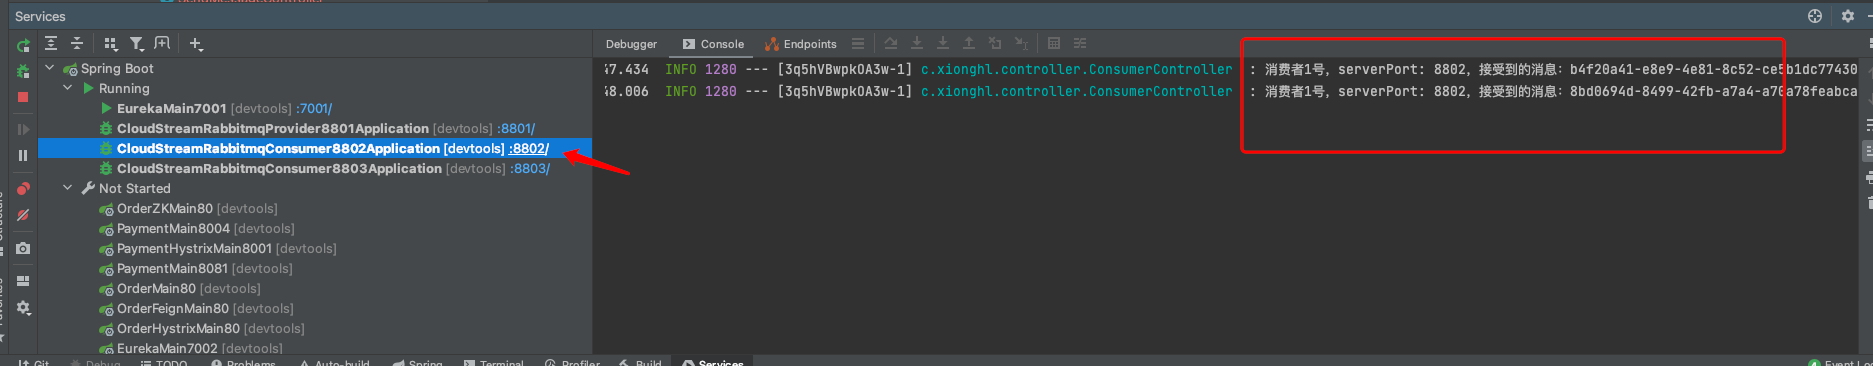 Services
Debugger Console Endpoints
Spring Boot
Running
EurekaMain7001 [devtools] :7001/
CloudStreamRabbitmqProvider8801Application [devtools] :8801/
CloudStreamRabbitmqConsumer8802Application [devtools] :8802/
CloudStreamRabbitmqConsumer8803Application [devtools] :8803/
Not Started
OrderZKMain80 [devtools]
PaymentMain8004 [devtools]
PaymentHystrixMain8001 [devtools]
PaymentMain8081 [devtools]
OrderMain80 [devtools]
OrderFeignMain80 [devtools]
OrderHystrixMain80 [devtools]
EurekaMain7002 [devtools]
47.434 INFO 1280 --- [3q5hVBwpkOA3w-1] c.xionghl.controller.ConsumerController : 消费者1号，serverPort: 8802，接受到的消息：b4f20a41-e8e9-4e81-8c52-ce5b1dc77430
48.006 INFO 1280 --- [3q5hVBwpkOA3w-1] c.xionghl.controller.ConsumerController : 消费者1号，serverPort: 8802，接受到的消息：8bd0694d-8499-42fb-a7a4-a70a78feabca
Git Debug TODO Problems Auto-build Spring Terminal Profiler Build Services